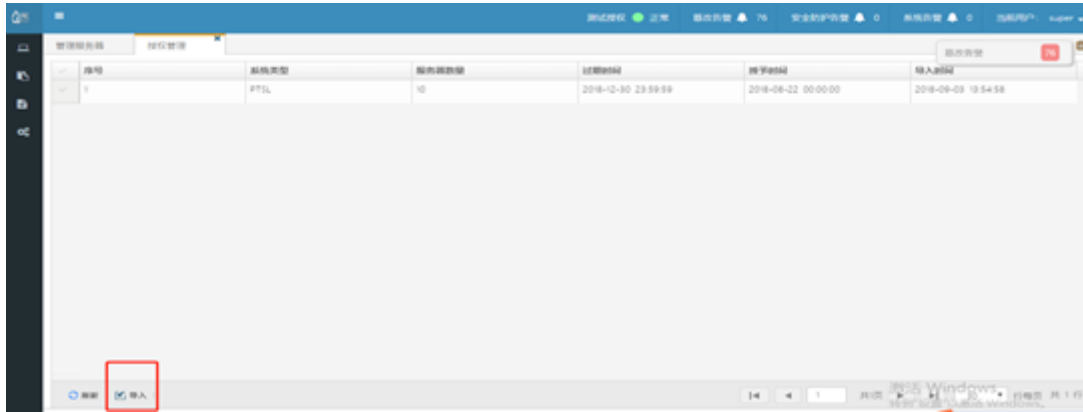 测试授权 正常 篡改告警 76 安全防护告警 0 系统告警 0 当前用户: super
管理服务器 授权管理
篡改告警 76
序号 系统类型 服务器数量 过期时间 授予时间 导入时间
1 PTSL 10 2018-12-30 23:59:59 2018-08-22 00:00:00 2018-09-03 13:54:58
刷新 导入 1 共1页 30 行每页 共 1 行
激活 Windows